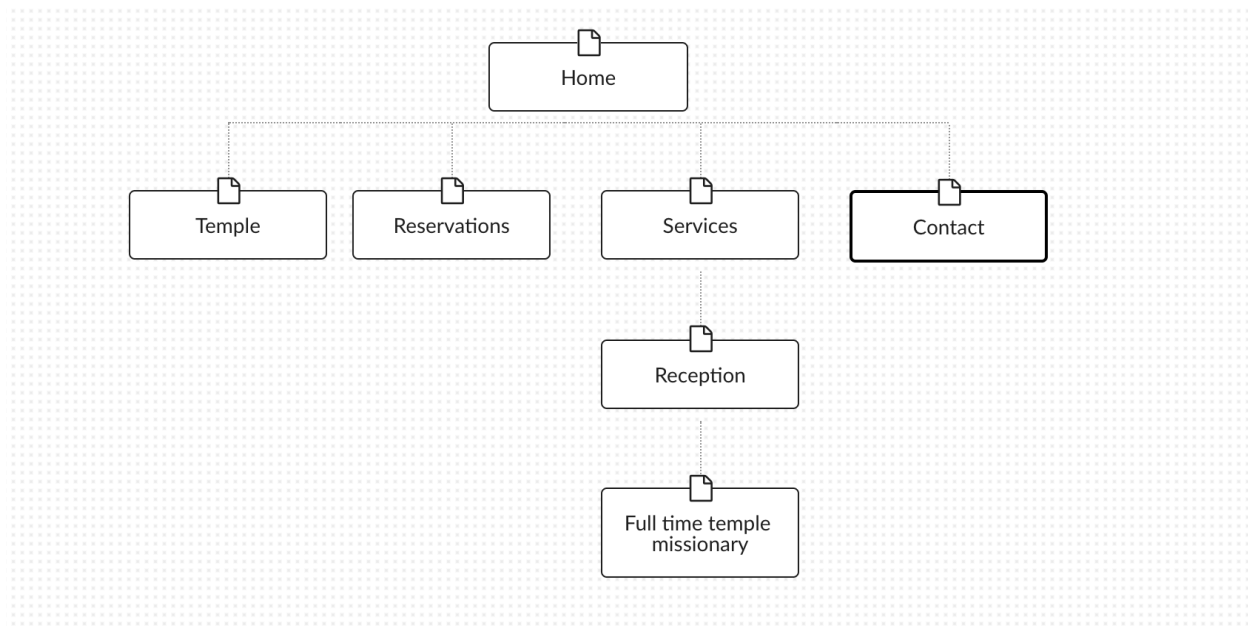 Home
Temple
Reservations
Services
Contact
Reception
Full time temple
missionary